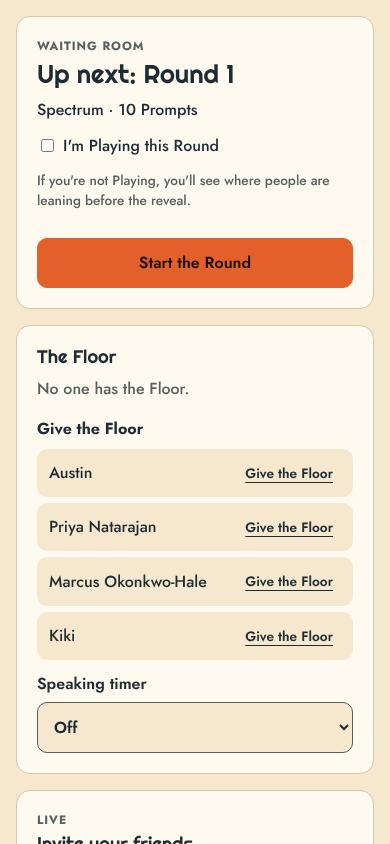 WAITING ROOM
Up next: Round 1
Spectrum · 10 Prompts
I'm Playing this Round
If you're not Playing, you'll see where people are
leaning before the reveal.
Start the Round
The Floor
No one has the Floor.
Give the Floor
Austin Give the Floor
Priya Natarajan Give the Floor
Marcus Okonkwo-Hale Give the Floor
Kiki Give the Floor
Speaking timer
Off
LIVE
Invite your friends